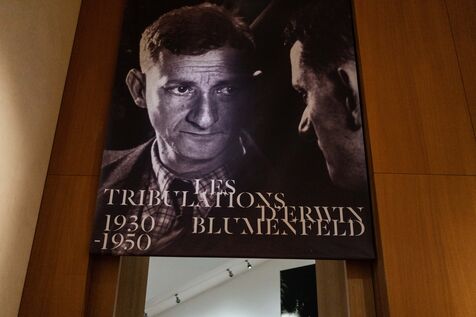 LES
TRIBULATIONS
D'ERWIN
1930 BLUMENFELD
-1950